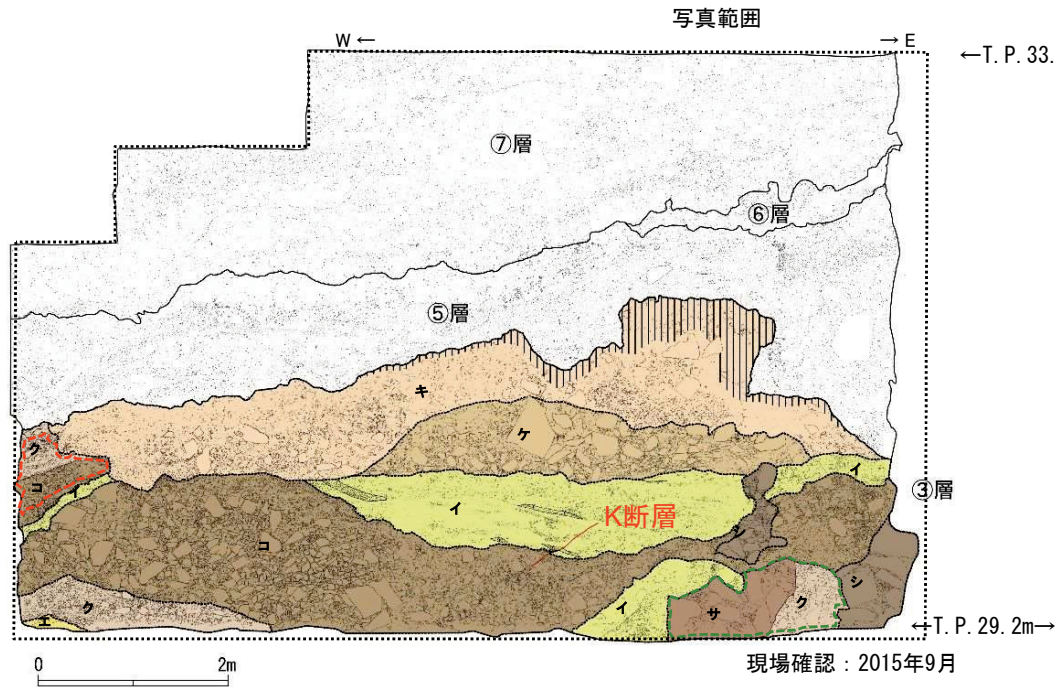 写真範囲
W ←
→ E
←T.P.33.
⑦層
⑥層
⑤層
キ
ケ
ク
コ
イ
イ
③層
イ
K断層
コ
シ
シ
イ
サ
ク
ク
エ
←T.P.29.2m→
0
2m
現場確認：2015年9月